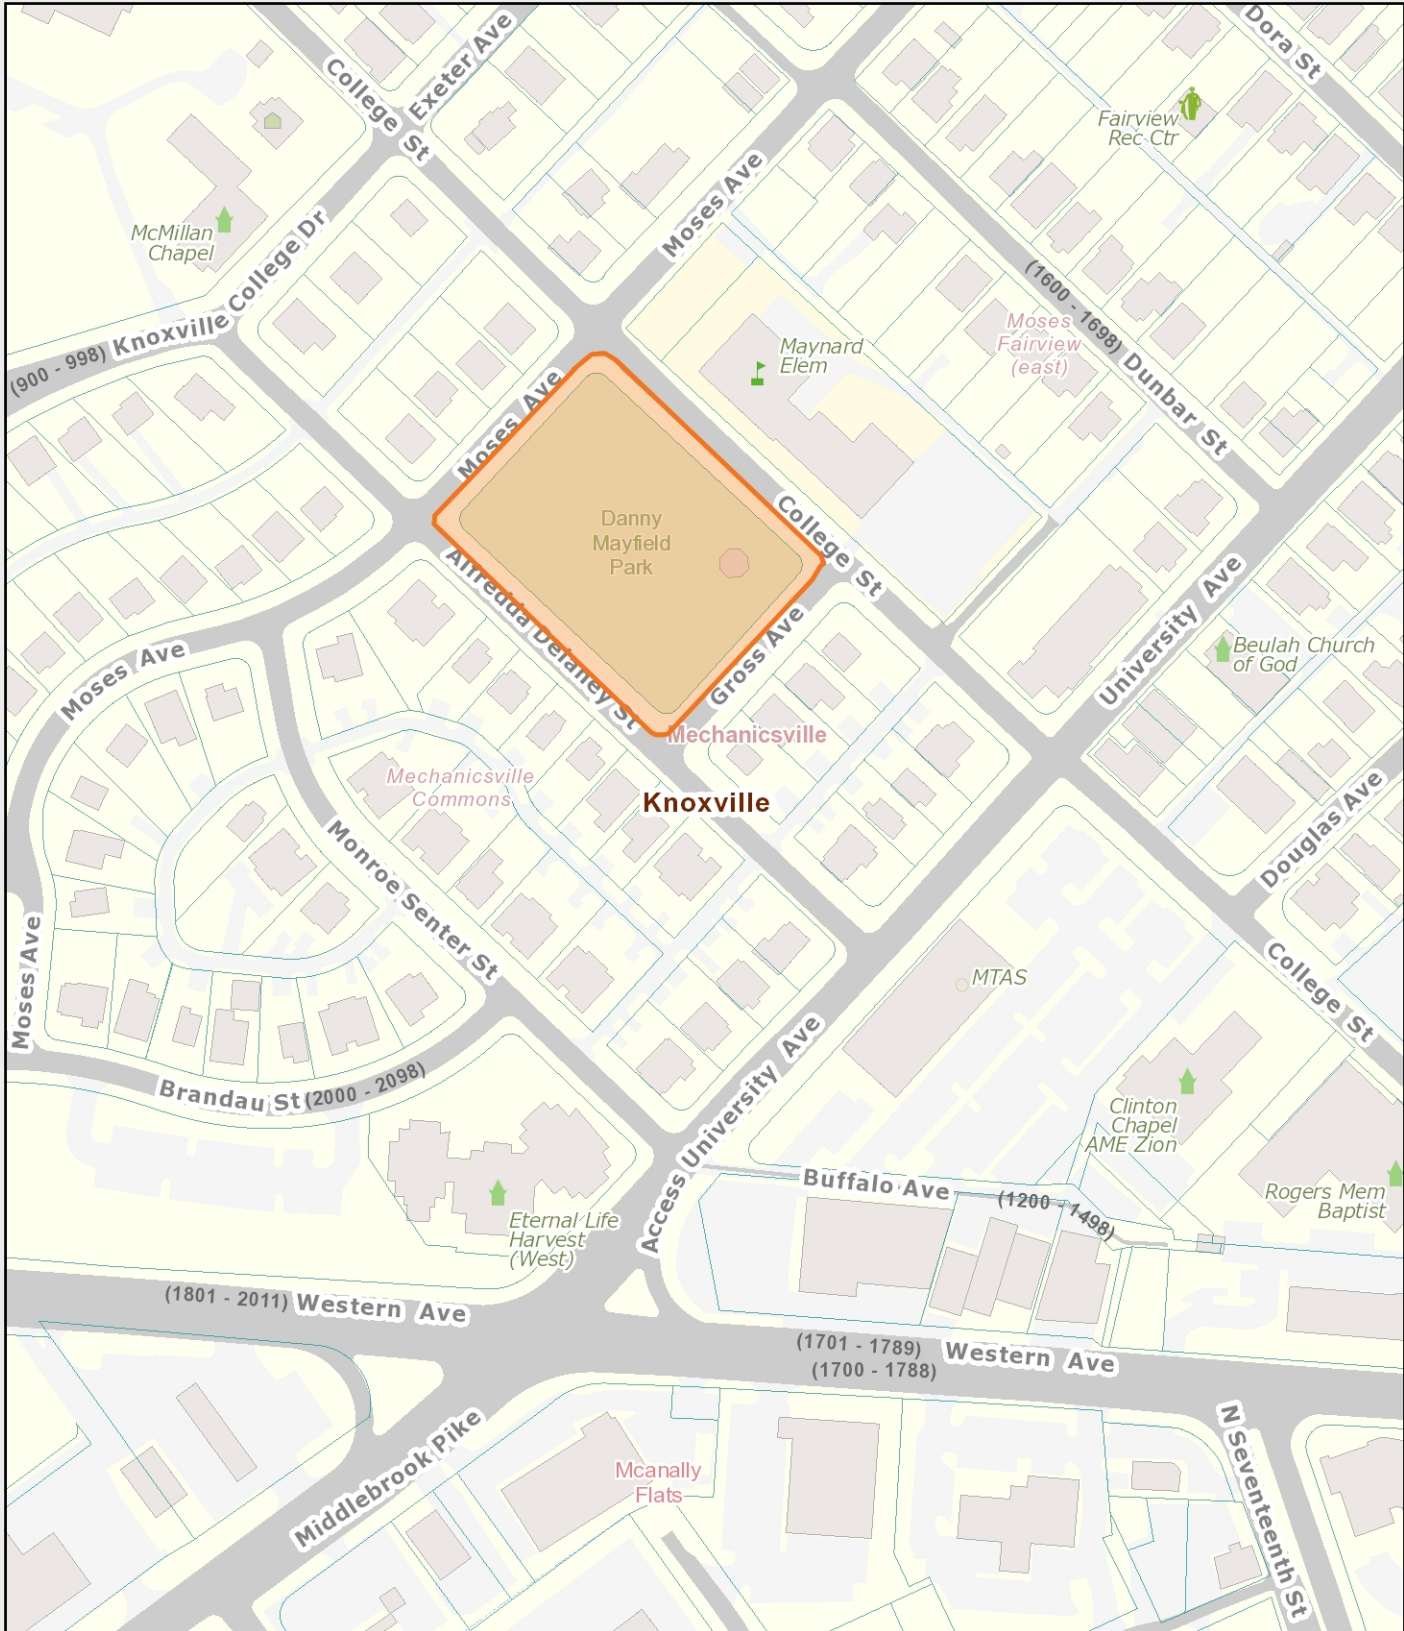 Dora St
Exeter Ave
College St
Fairview
Rec Ctr
Moses Ave
McMillan
Chapel
Knoxville College Dr
(900 - 998)
(1600 - 1698)
Dunbar St
Moses
Fairview
(east)
Maynard
Elem
Moses Ave
Danny
Mayfield
Park
College St
Alfredda Delaney St
Gross Ave
University Ave
Beulah Church
of God
Moses Ave
Mechanicsville
Mechanicsville
Commons
Knoxville
Douglas Ave
Monroe Senter St
Moses Ave
MTAS
College St
Brandau St
(2000 - 2098)
Access University Ave
Clinton
Chapel
AME Zion
Buffalo Ave
(1200 - 1498)
Rogers Mem
Baptist
Eternal Life
Harvest
(West)
(1801 - 2011)
Western Ave
(1701 - 1789)
(1700 - 1788)
Western Ave
Middlebrook Pike
Mcanally
Flats
N Seventeenth St